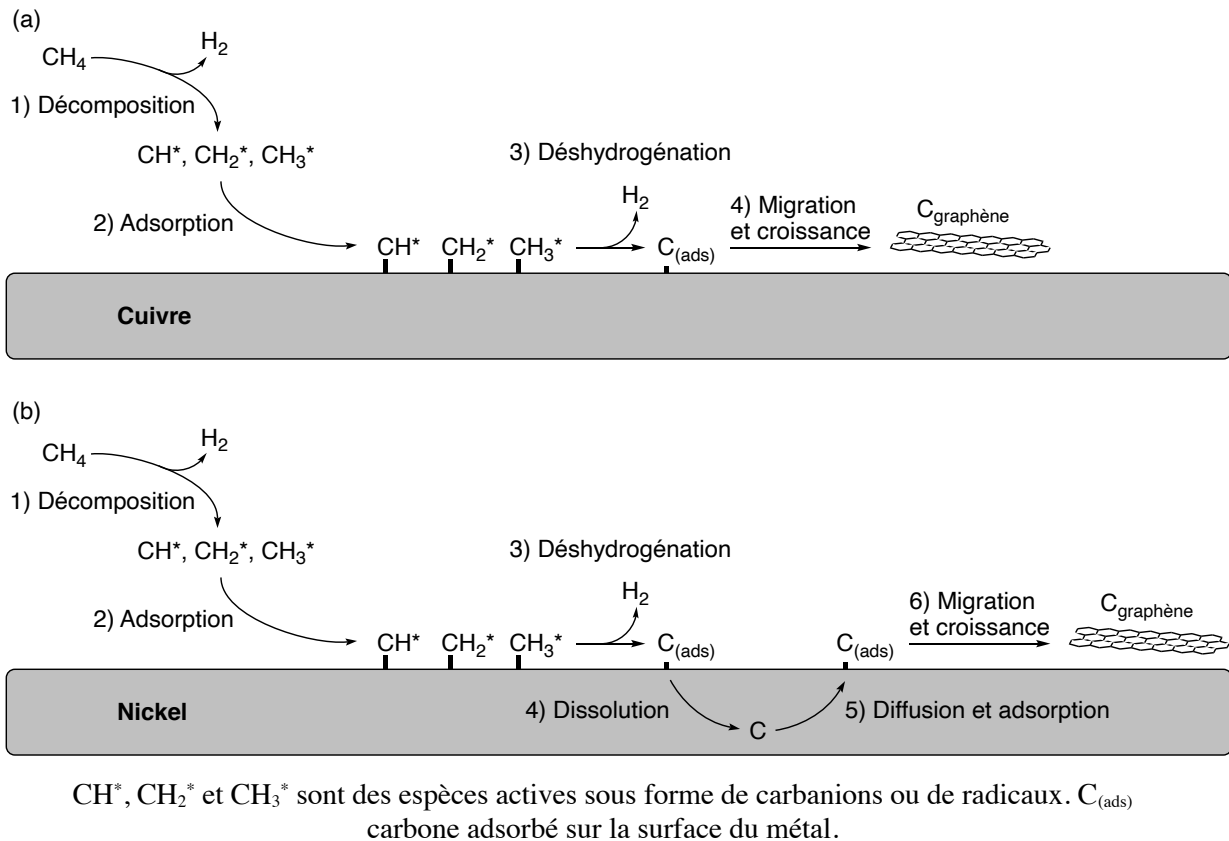 (a)
CH₄
H₂
1) Décomposition
CH*, CH₂*, CH₃*
2) Adsorption
3) Déshydrogénation
H₂
CH* CH₂* CH₃*
C(ads)
4) Migration
et croissance
Cgraphène
Cuivre
(b)
CH₄
H₂
1) Décomposition
CH*, CH₂*, CH₃*
2) Adsorption
3) Déshydrogénation
H₂
CH* CH₂* CH₃*
C(ads)
C(ads)
6) Migration
et croissance
Cgraphène
Nickel
4) Dissolution
C
5) Diffusion et adsorption
CH*, CH₂* et CH₃* sont des espèces actives sous forme de carbanions ou de radicaux. C(ads)
carbone adsorbé sur la surface du métal.